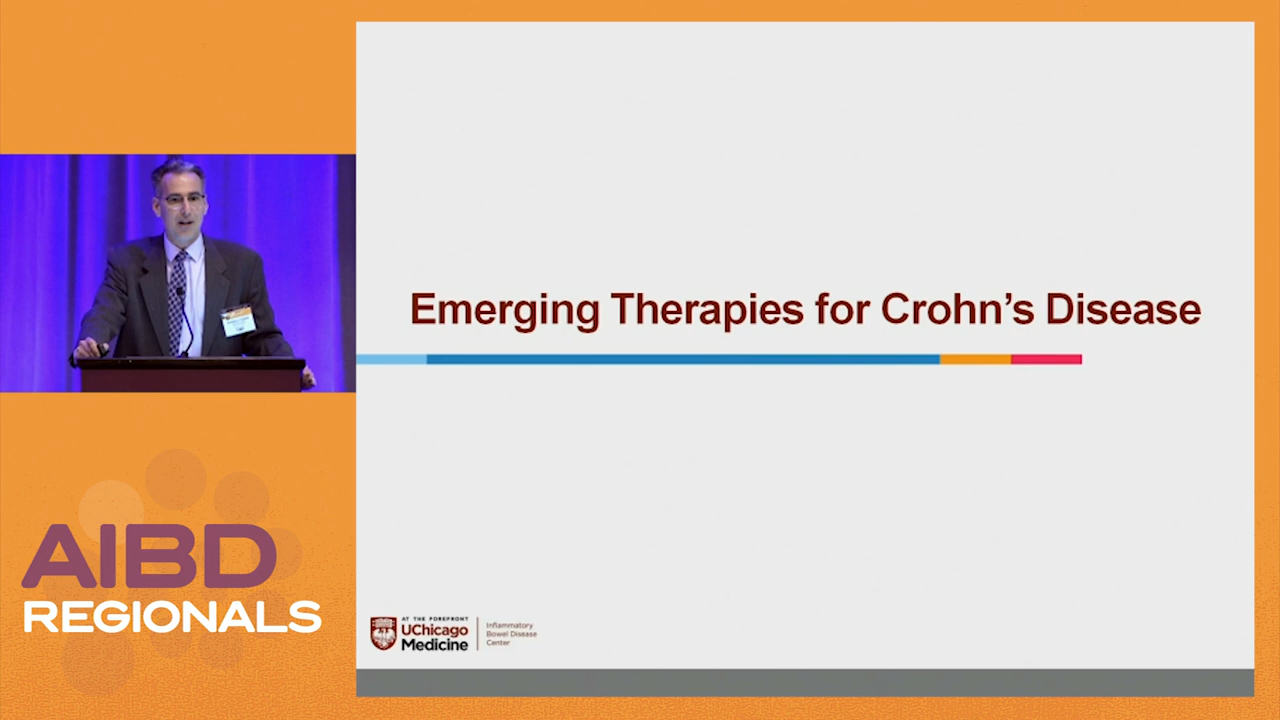 Emerging Therapies for Crohn's Disease
AIBD
REGIONALS
AT THE FOREFRONT
UChicago
Medicine
Inflammatory
Bowel Disease
Center